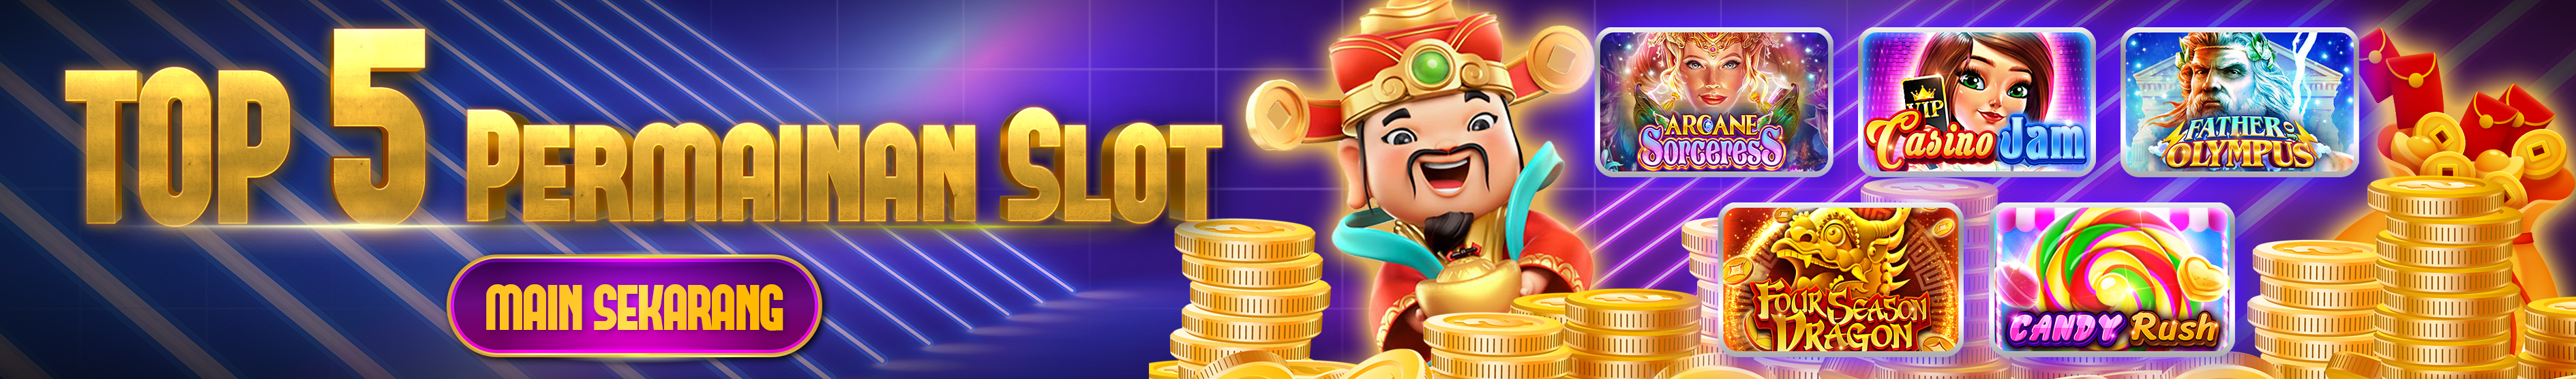 TOP 5 PERMAINAN SLOT
MAIN SEKARANG
ARCANE
SORCERESS
VIP
Casino Jam
FATHER OF
OLYMPUS
FOUR SEASON
DRAGON
CANDY Rush